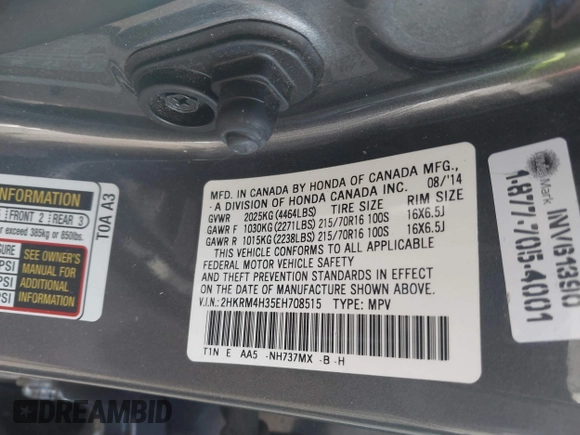 MFD. IN CANADA BY HONDA OF CANADA MFG.,
A DIVISION OF HONDA CANADA INC. 08/'14
GVWR 2025KG (4464LBS) TIRE SIZE RIM SIZE
GAWR F 1030KG (2271LBS) 215/70R16 100S 16X6.5J
GAWR R 1015KG (2238LBS) 215/70R16 100S 16X6.5J
THIS VEHICLE CONFORMS TO ALL APPLICABLE
FEDERAL MOTOR VEHICLE SAFETY
AND THEFT PREVENTION STANDARDS IN EFFECT
ON THE DATE OF MANUFACTURE SHOWN ABOVE.
V.I.N.: 2HKRM4H35EH708515 TYPE: MPV
T1N E AA5 -NH737MX -B -H
INFORMATION
FRONT 2 REAR 3
exceed 385kg or 850lbs.
SURE
PSI
PSI
PSI
SEE OWNER'S
MANUAL FOR
ADDITIONAL
INFORMATION
T0A A3
Mark
1-877-705-4001
DREAMBID